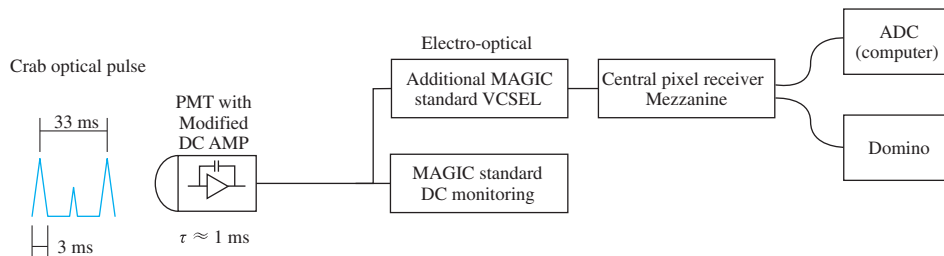 Crab optical pulse
33 ms
3 ms
PMT with
Modified
DC AMP
τ ≈ 1 ms
Electro-optical
Additional MAGIC
standard VCSEL
MAGIC standard
DC monitoring
Central pixel receiver
Mezzanine
ADC
(computer)
Domino